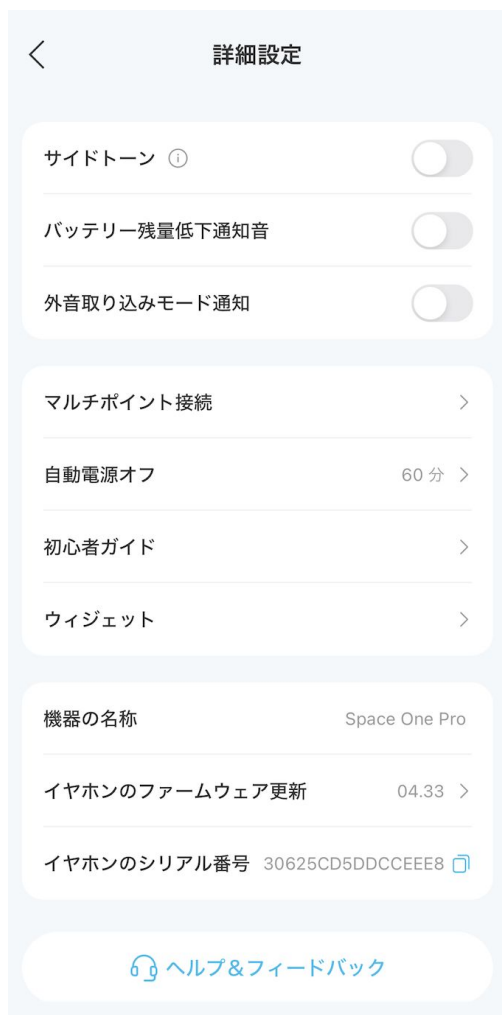 詳細設定
サイドトーン
バッテリー残量低下通知音
外音取り込みモード通知
マルチポイント接続
自動電源オフ 60 分
初心者ガイド
ウィジェット
機器の名称 Space One Pro
イヤホンのファームウェア更新 04.33
イヤホンのシリアル番号 30625CD5DDCCEEE8
ヘルプ&フィードバック